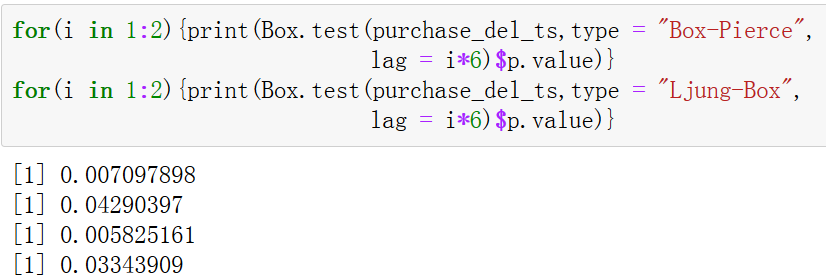 for(i in 1:2){print(Box.test(purchase_del_ts,type = "Box-Pierce",
lag = i*6)$p.value)}
for(i in 1:2){print(Box.test(purchase_del_ts,type = "Ljung-Box",
lag = i*6)$p.value)}
[1] 0.007097898
[1] 0.04290397
[1] 0.005825161
[1] 0.03343909